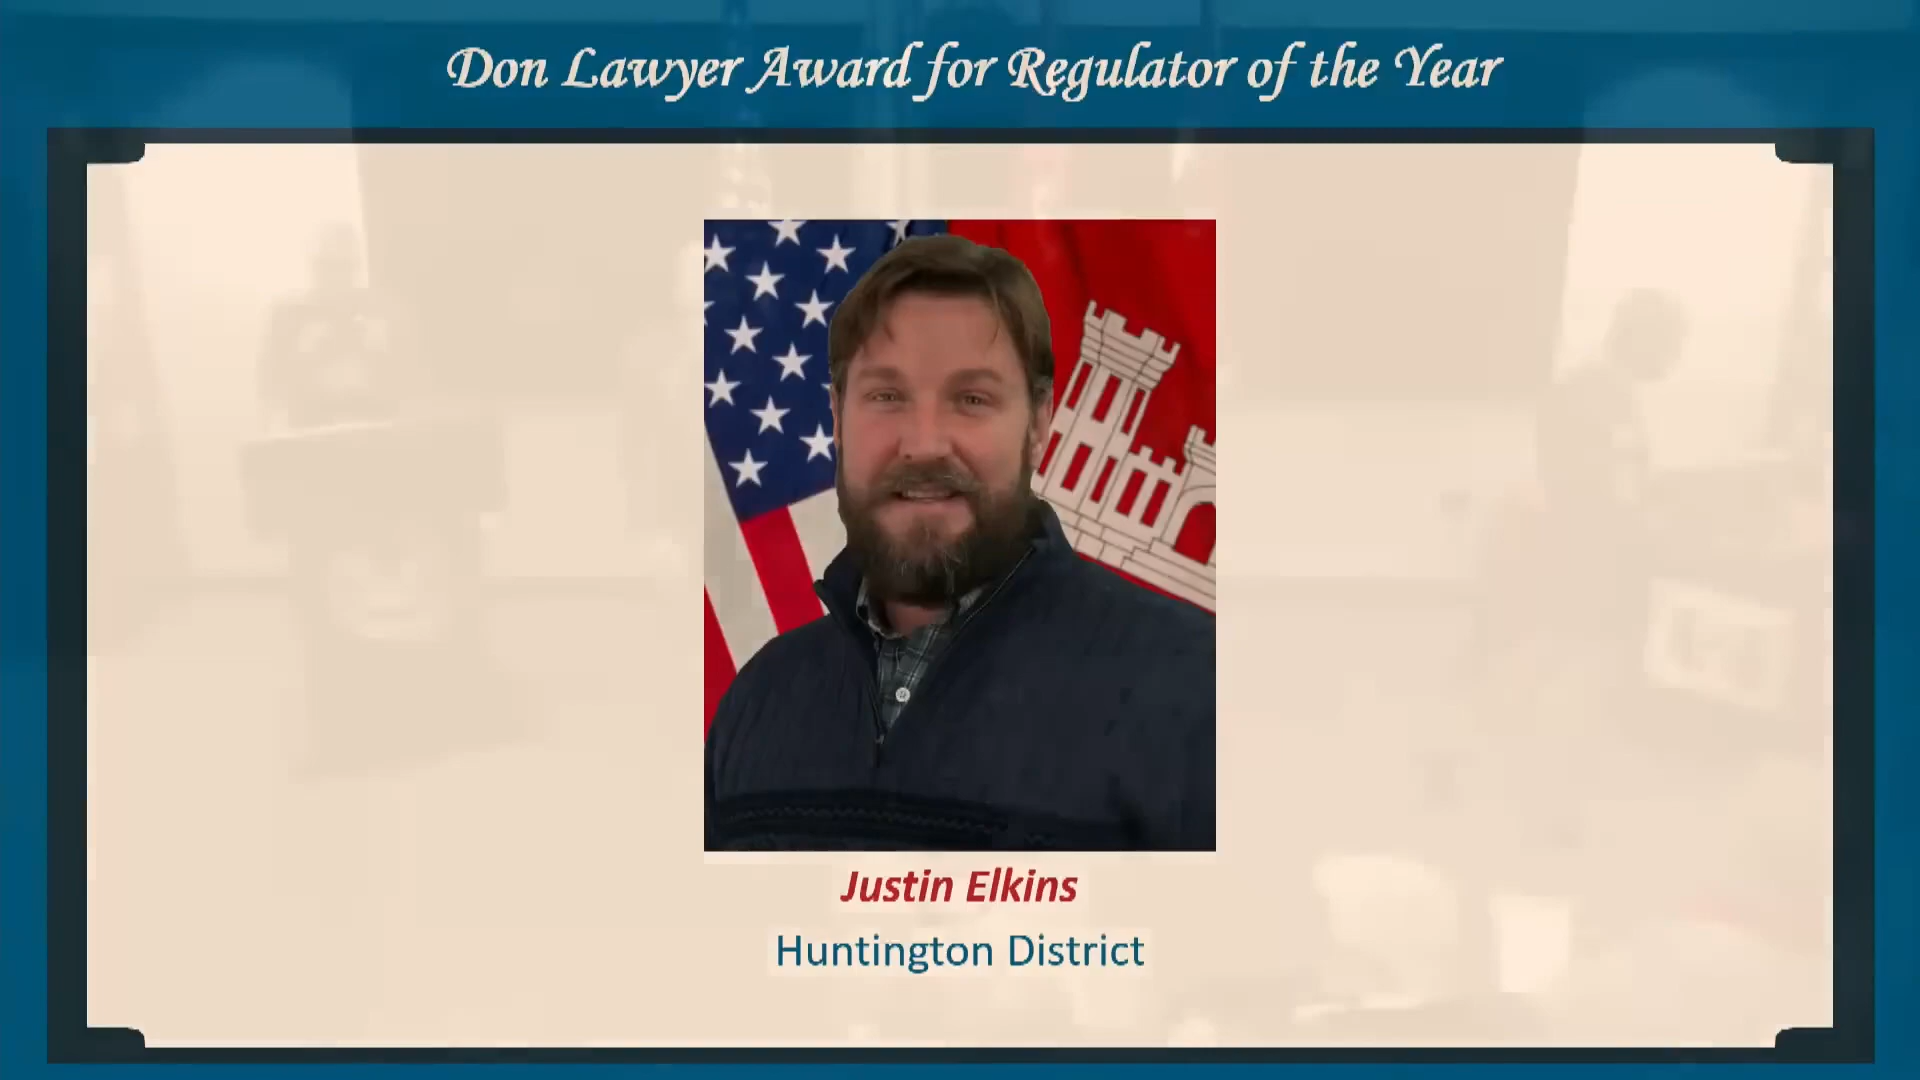 Don Lawyer Award for Regulator of the Year
Justin Elkins
Huntington District